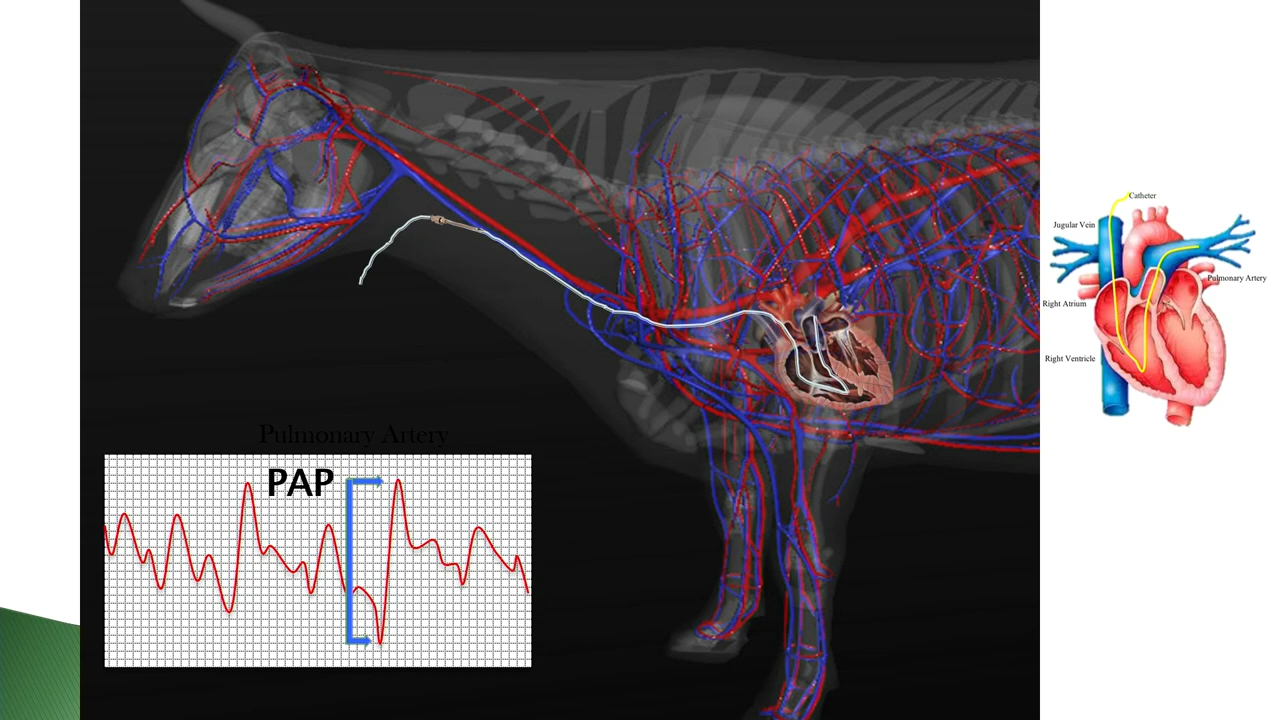 Pulmonary Artery
PAP
Catheter
Jugular Vein
Pulmonary Artery
Right Atrium
Right Ventricle